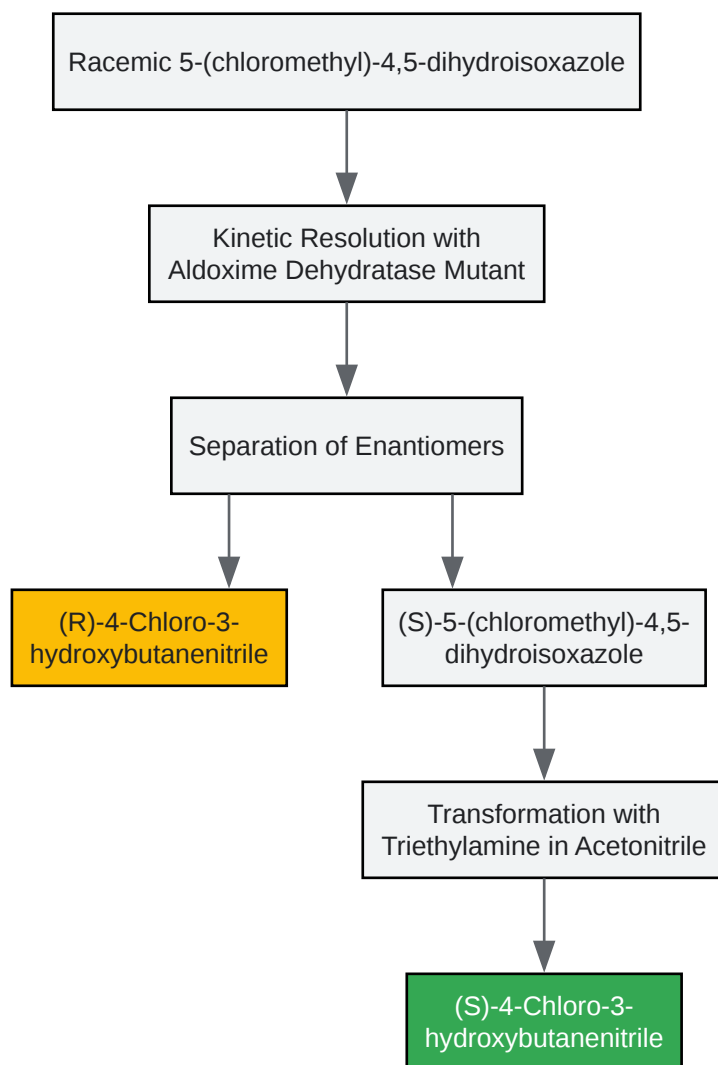 Racemic 5-(chloromethyl)-4,5-dihydroisoxazole
Kinetic Resolution with
Aldoxime Dehydratase Mutant
Separation of Enantiomers
(R)-4-Chloro-3-
hydroxybutanenitrile
(S)-5-(chloromethyl)-4,5-
dihydroisoxazole
Transformation with
Triethylamine in Acetonitrile
(S)-4-Chloro-3-
hydroxybutanenitrile